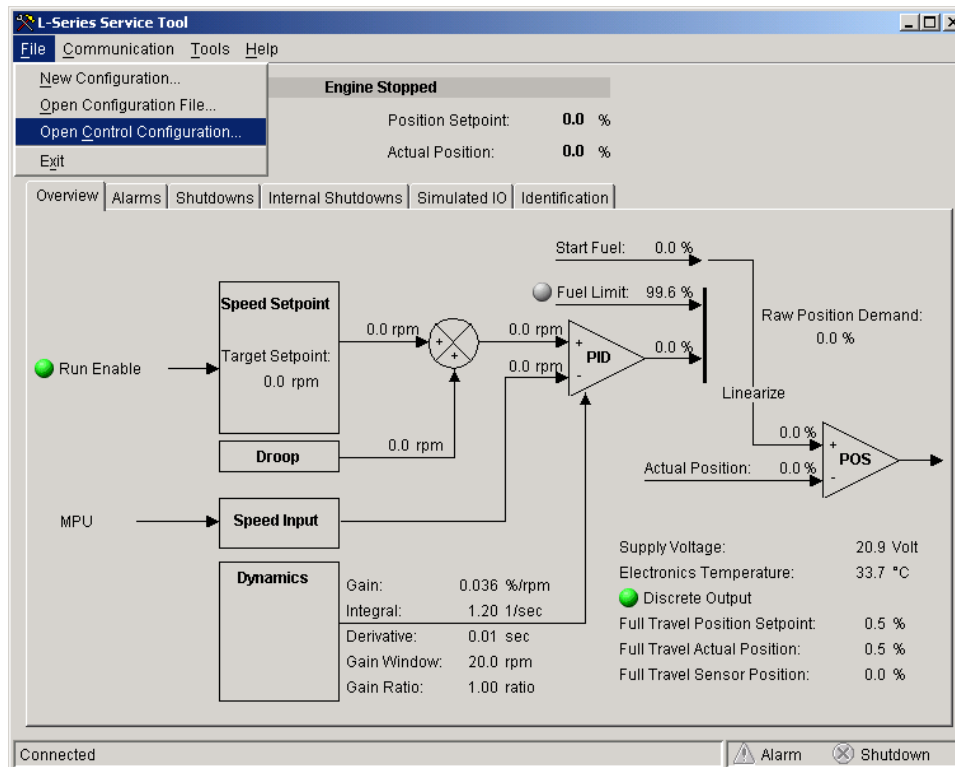 L-Series Service Tool
File Communication Tools Help
New Configuration...
Open Configuration File...
Open Control Configuration...
Exit
Engine Stopped
Position Setpoint: 0.0 %
Actual Position: 0.0 %
Overview Alarms Shutdowns Internal Shutdowns Simulated IO Identification
Start Fuel: 0.0 %
Fuel Limit: 99.6 %
Raw Position Demand:
0.0 %
Speed Setpoint
Target Setpoint:
0.0 rpm
Run Enable
0.0 rpm
+
+
0.0 rpm
0.0 rpm
+
-
PID
0.0 %
Linearize
Droop
0.0 rpm
0.0 %
Actual Position: 0.0 %
+
-
POS
MPU
Speed Input
Dynamics
Gain: 0.036 %/rpm
Integral: 1.20 1/sec
Derivative: 0.01 sec
Gain Window: 20.0 rpm
Gain Ratio: 1.00 ratio
Supply Voltage: 20.9 Volt
Electronics Temperature: 33.7 °C
Discrete Output
Full Travel Position Setpoint: 0.5 %
Full Travel Actual Position: 0.5 %
Full Travel Sensor Position: 0.0 %
Connected
Alarm Shutdown